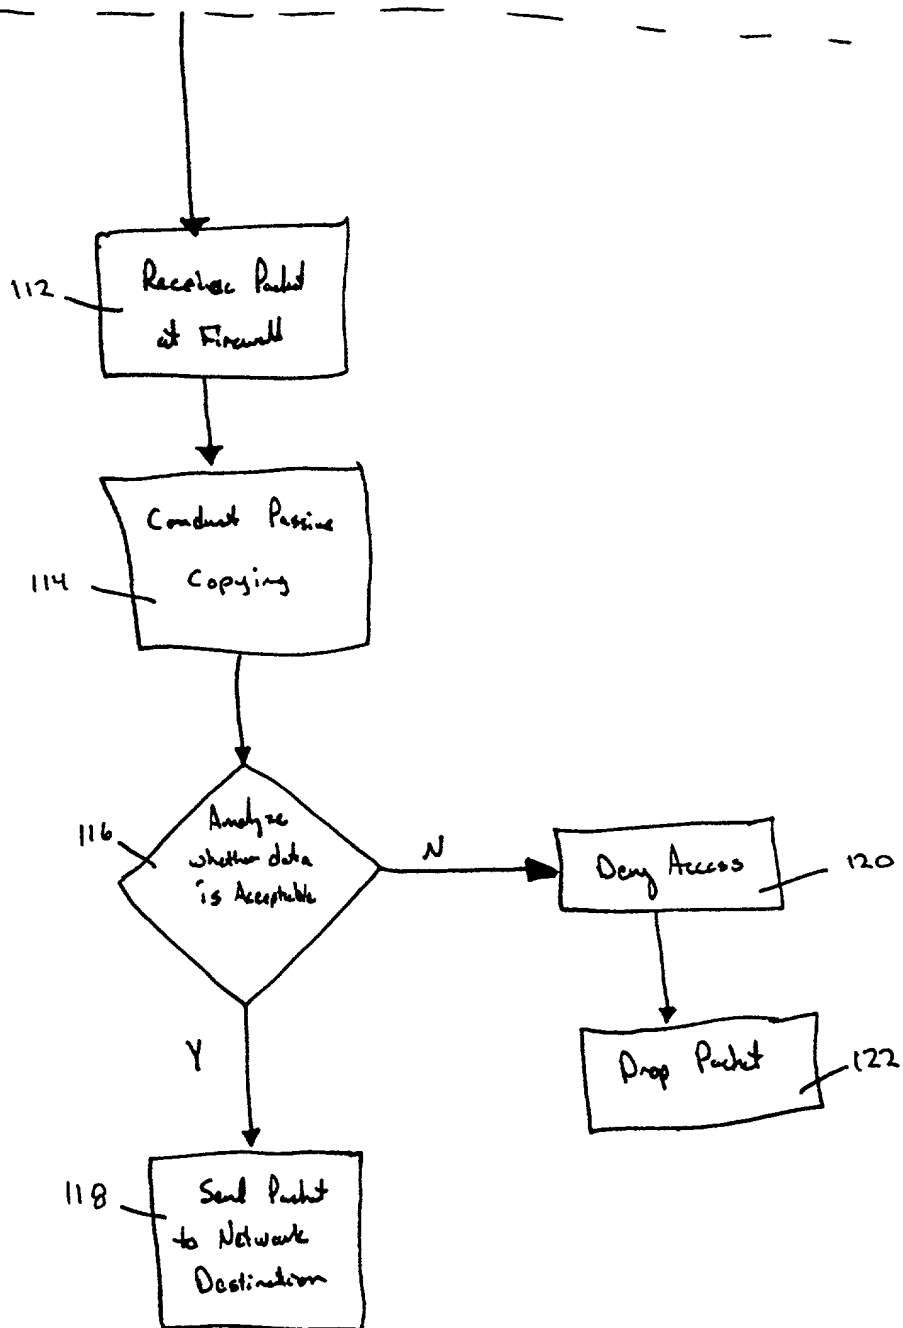 112
Receive Packet
at Firewall
114
Conduct Passive
Copying
116
Analyze
whether data
is Acceptable
N
Deny Access
120
Y
Drop Packet
122
118
Send Packet
to Network
Destination